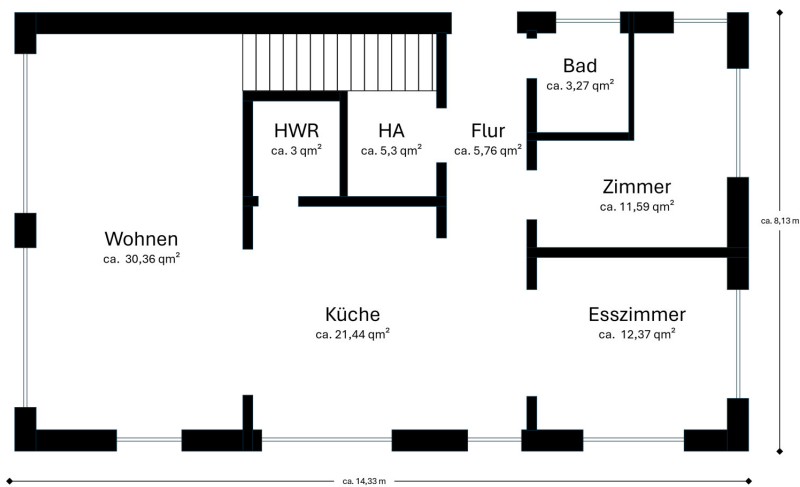 Bad
ca. 3,27 qm²
HWR
ca. 3 qm²
HA
ca. 5,3 qm²
Flur
ca. 5,76 qm²
Zimmer
ca. 11,59 qm²
ca. 8,13 m
Wohnen
ca. 30,36 qm²
Küche
ca. 21,44 qm²
Esszimmer
ca. 12,37 qm²
ca. 14,33 m